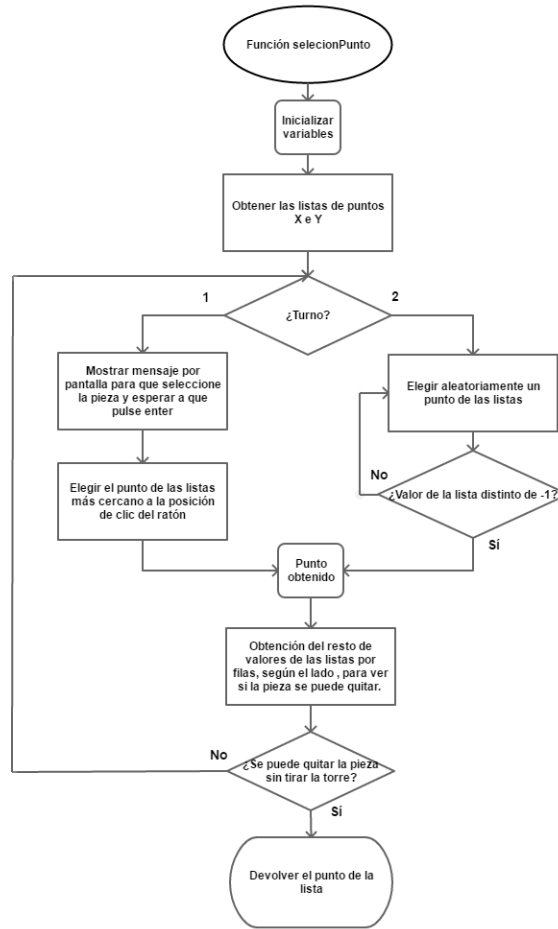 Función selecionPunto
Inicializar
variables
Obtener las listas de puntos
X e Y
1
2
¿Turno?
Mostrar mensaje por
pantalla para que seleccione
la pieza y esperar a que
pulse enter
Elegir aleatoriamente un
punto de las listas
Elegir el punto de las listas
más cercano a la posición
de clic del ratón
No
¿Valor de la lista distinto de -1?
Sí
Punto
obtenido
Obtención del resto de
valores de las listas por
filas, según el lado , para ver
si la pieza se puede quitar.
No
¿Se puede quitar la pieza
sin tirar la torre?
Sí
Devolver el punto de la
lista